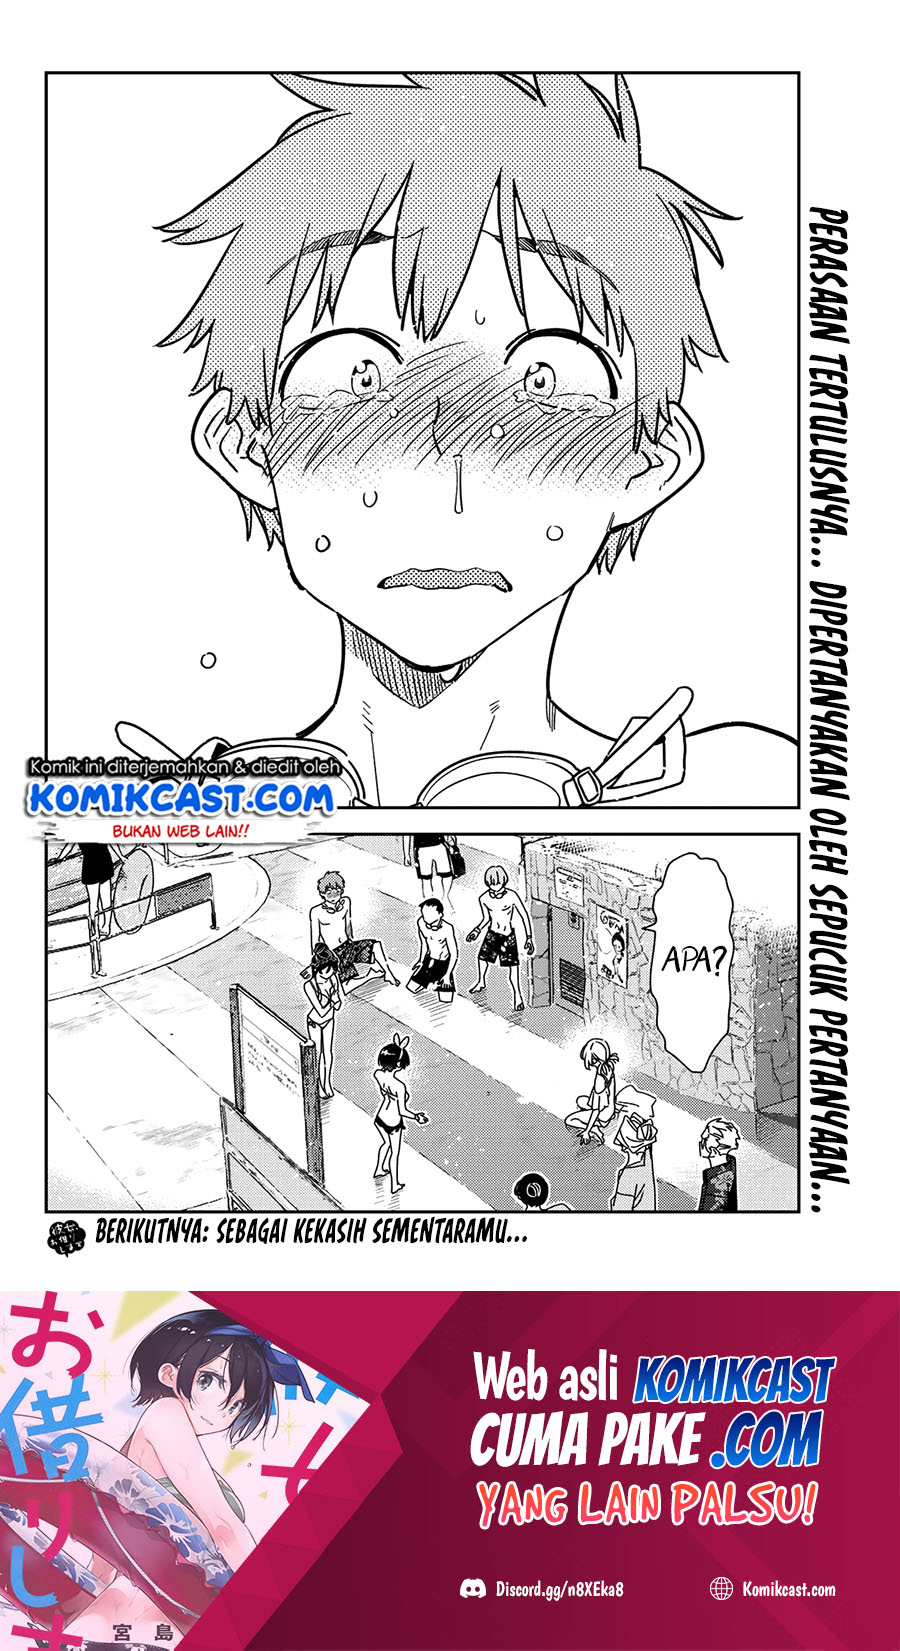 PERASAAN TERTULUSNYA... DIPERTANYAKAN OLEH SEPUCUK PERTANYAAN...
Komik ini diterjemahkan & diedit oleh
KOMIKCAST.COM
BUKAN WEB LAIN!!
APA?
BERIKUTNYA: SEBAGAI KEKASIH SEMENTARAMU...
お借りしま
宮島
Web asli KOMIKCAST
CUMA PAKE .COM
YANG LAIN PALSU!
Discord.gg/n8XEka8
Komikcast.com